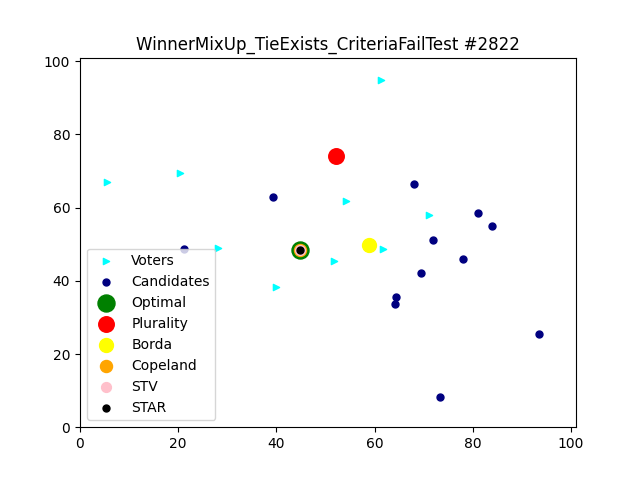 WinnerMixUp_TieExists_CriteriaFailTest #2822
100
80
60
40
20
0
0 20 40 60 80 100
Voters
Candidates
Optimal
Plurality
Borda
Copeland
STV
STAR